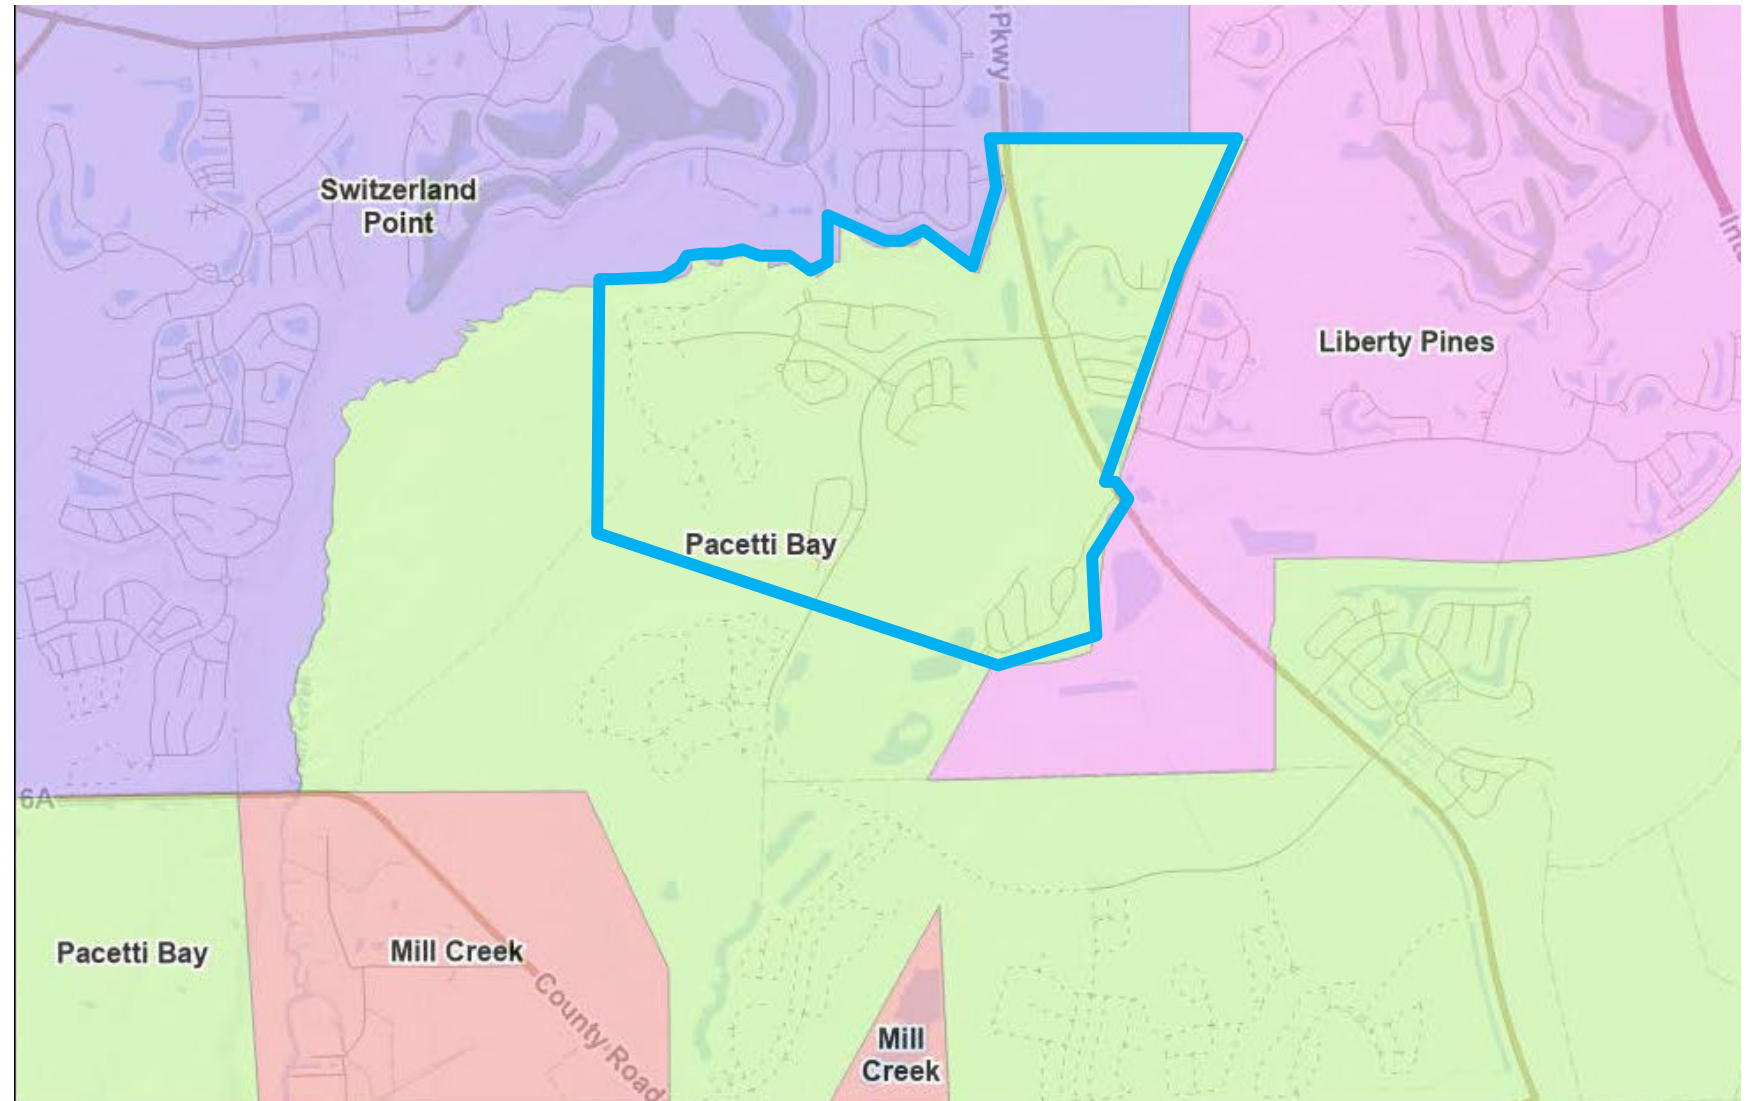 Pkwy
Switzerland
Point
Liberty Pines
Pacetti Bay
6A
Pacetti Bay
Mill Creek
County Road
Mill
Creek